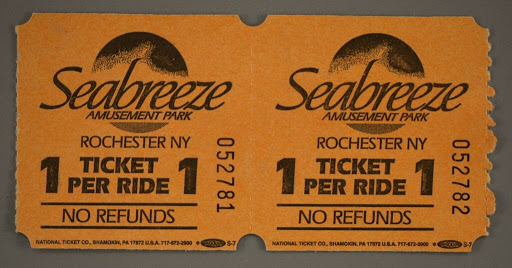 Seabreeze
AMUSEMENT PARK
ROCHESTER NY
1 TICKET PER RIDE 1
NO REFUNDS
052781
NATIONAL TICKET CO., SHAMOKIN, PA 17872 U.S.A. 717-672-2900 S-7
Seabreeze
AMUSEMENT PARK
ROCHESTER NY
1 TICKET PER RIDE 1
NO REFUNDS
052782
NATIONAL TICKET CO., SHAMOKIN, PA 17872 U.S.A. 717-672-2900 S-7